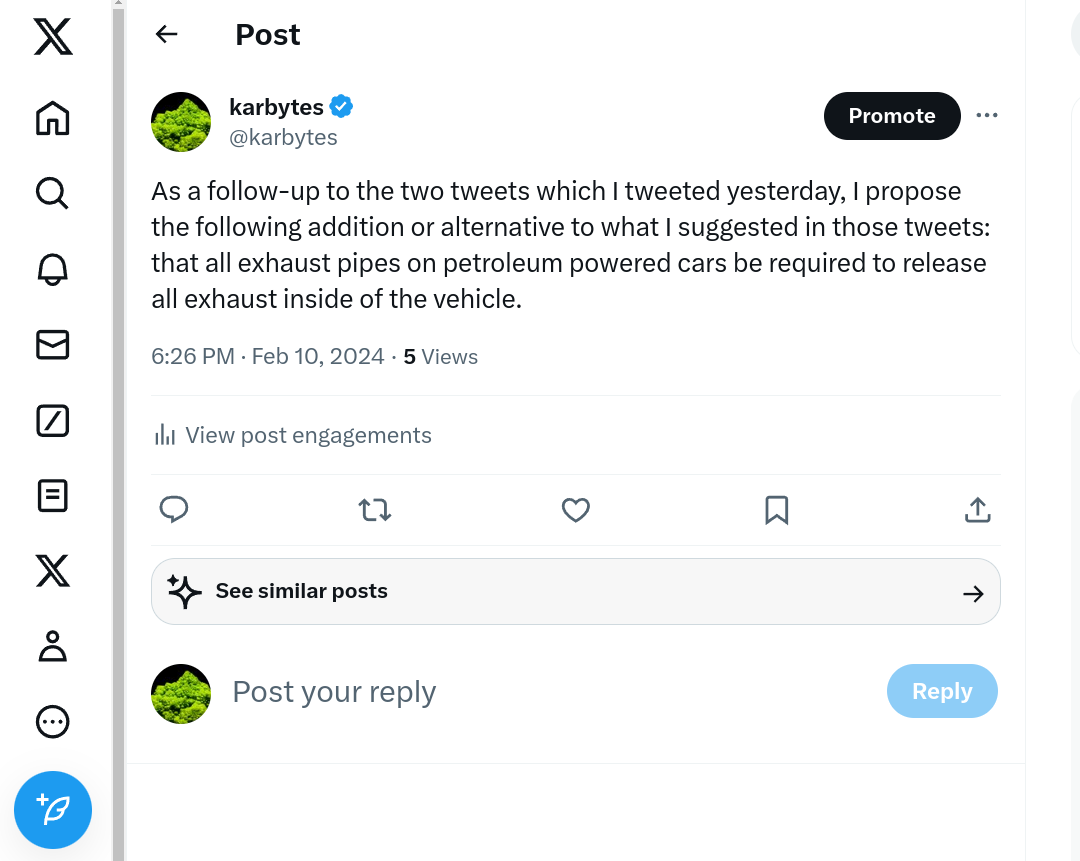 Post
karbytes
@karbytes
Promote
As a follow-up to the two tweets which I tweeted yesterday, I propose
the following addition or alternative to what I suggested in those tweets:
that all exhaust pipes on petroleum powered cars be required to release
all exhaust inside of the vehicle.
6:26 PM · Feb 10, 2024 · 5 Views
View post engagements
See similar posts
Post your reply
Reply